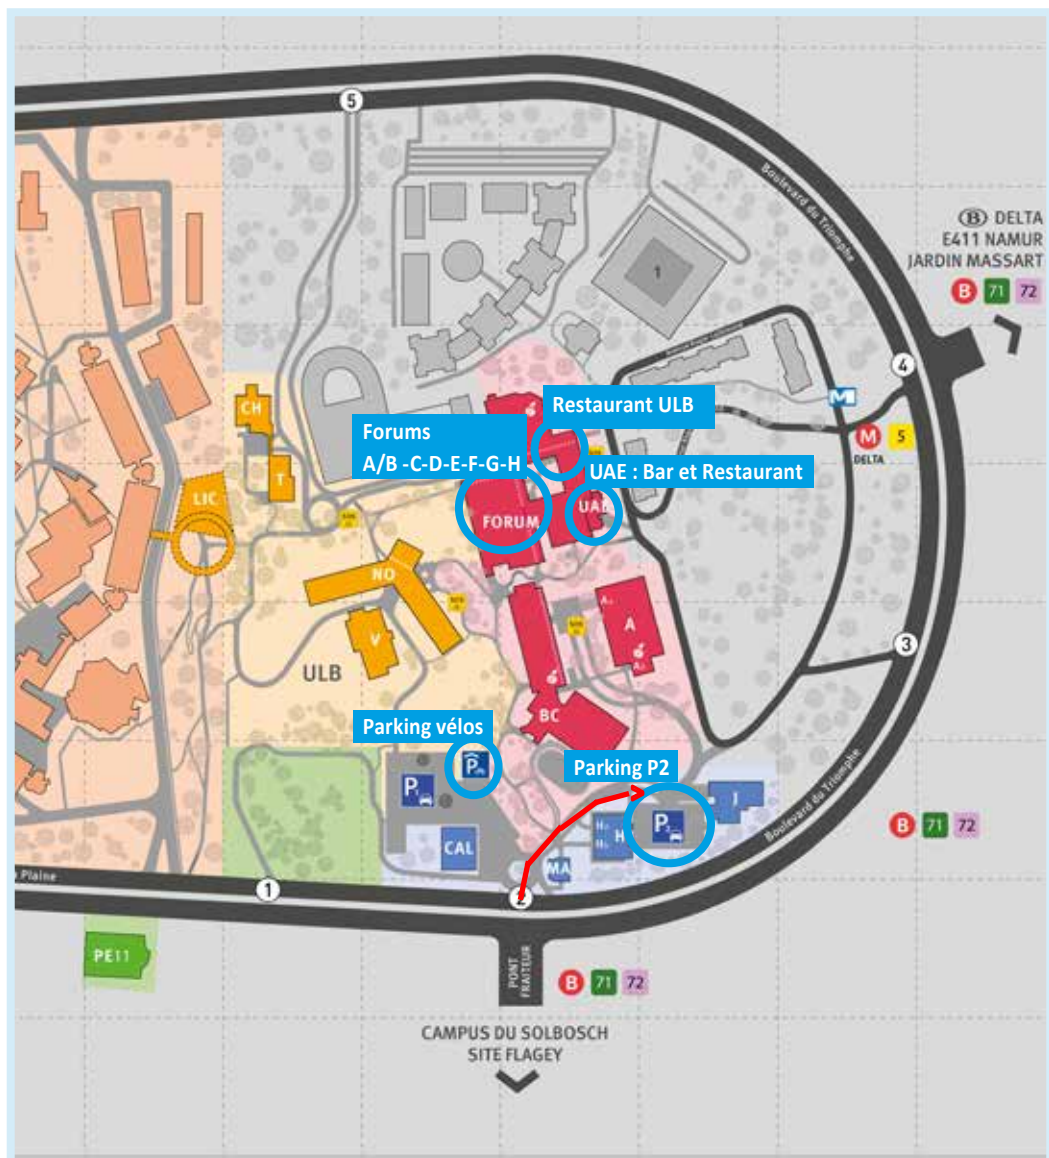 5
Boulevard du Triomphe
B DELTA
E411 NAMUR
JARDIN MASSART
B 71 72
1
4
M
M 5
DELTA
CH
Restaurant ULB
Forums
A/B -C-D-E-F-G-H
UAE : Bar et Restaurant
T
LIC
FORUM
UAE
NO
V
ULB
A
3
BC
Parking vélos
Parking P2
P
P
P
J
H
CAL
MA
Boulevard du Triomphe
B 71 72
Plaine
1
2
PE11
PONT
FRAITEUR
B 71 72
CAMPUS DU SOLBOSCH
SITE FLAGEY